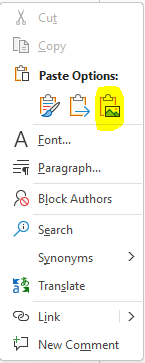 Cut
Copy
Paste Options:
Font...
Paragraph...
Block Authors
Search
Synonyms
Translate
Link
New Comment